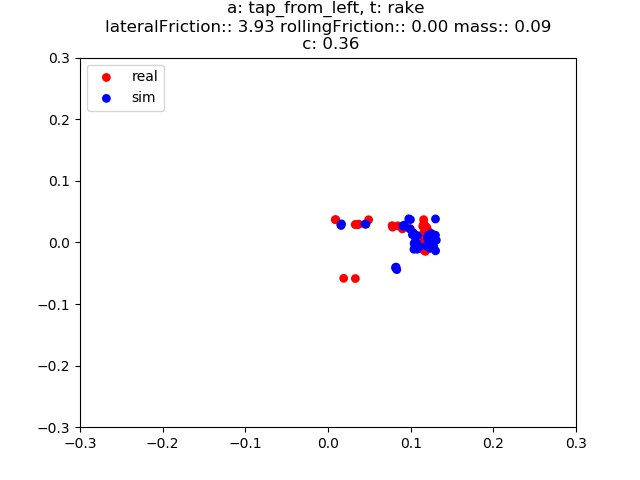 a: tap_from_left, t: rake
lateralFriction:: 3.93 rollingFriction:: 0.00 mass:: 0.09
c: 0.36
real
sim
0.3
0.2
0.1
0.0
−0.1
−0.2
−0.3
−0.3 −0.2 −0.1 0.0 0.1 0.2 0.3